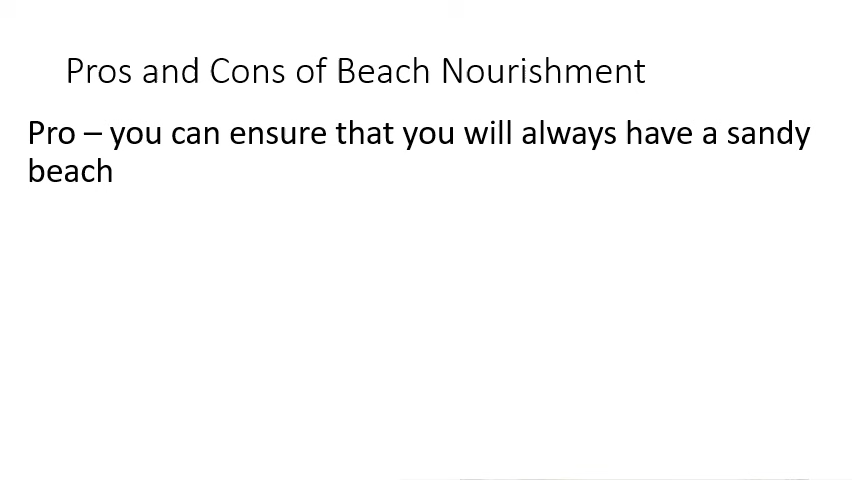 Pros and Cons of Beach Nourishment
Pro – you can ensure that you will always have a sandy
beach